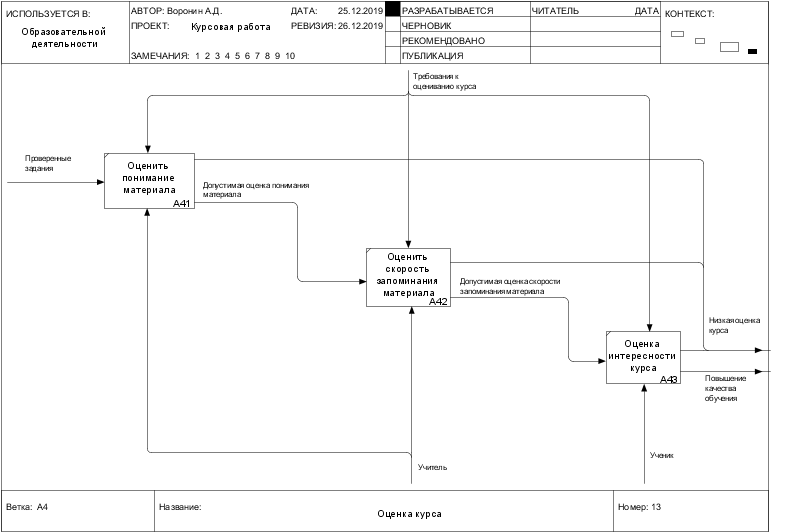 ИСПОЛЬЗУЕТСЯ В:
Образовательной
деятельности
АВТОР: Воронин А.Д.
ДАТА: 25.12.2019
ПРОЕКТ: Курсовая работа
РЕВИЗИЯ: 26.12.2019
ЗАМЕЧАНИЯ: 1 2 3 4 5 6 7 8 9 10
РАЗРАБАТЫВАЕТСЯ
ЧЕРНОВИК
РЕКОМЕНДОВАНО
ПУБЛИКАЦИЯ
ЧИТАТЕЛЬ ДАТА
КОНТЕКСТ:
Требования к
оцениванию курса
Проверенные
задания
Оценить
понимание
материала
A41
Допустимая оценка понимания
материала
Оценить
скорость
запоминания
материала
A42
Допустимая оценка скорости
запоминания материала
Оценка
интересности
курса
A43
Низкая оценка
курса
Повышение
качества
обучения
Учитель
Ученик
Ветка: A4
Название:
Оценка курса
Номер: 13